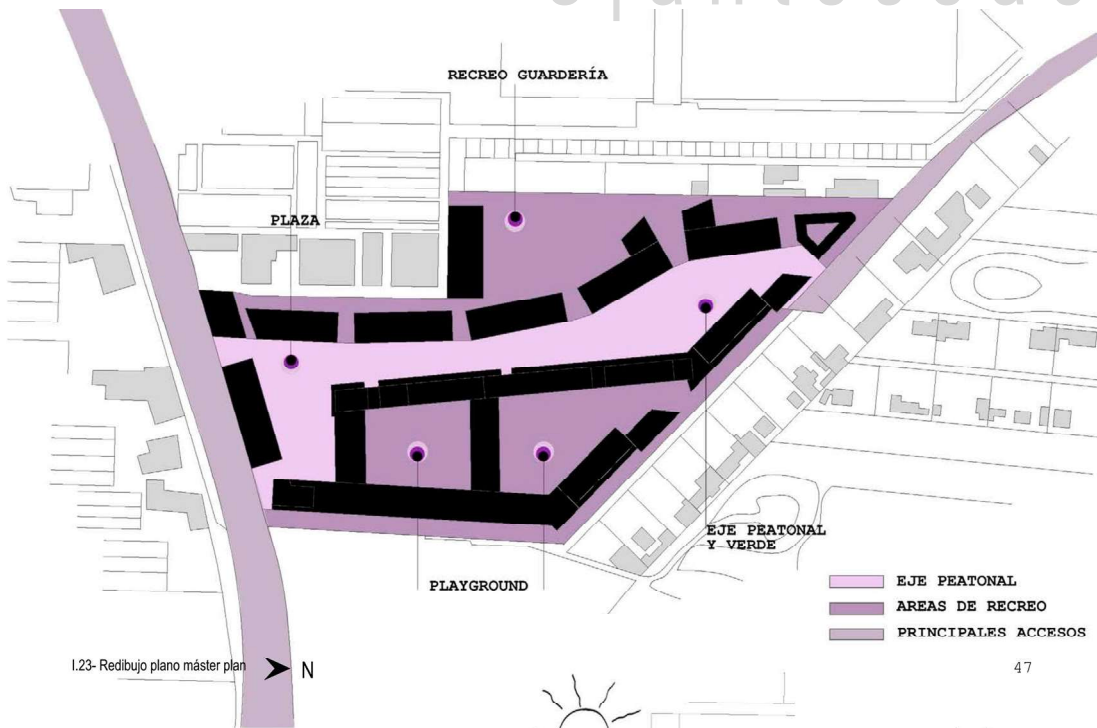 RECREO GUARDERÍA
PLAZA
EJE PEATONAL
Y VERDE
PLAYGROUND
EJE PEATONAL
AREAS DE RECREO
PRINCIPALES ACCESOS
I.23- Redibujo plano máster plan
N
47